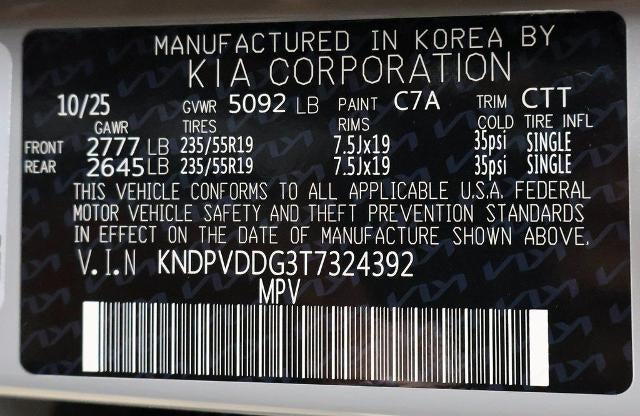 MANUFACTURED IN KOREA BY
KIA CORPORATION
10/25 GVWR 5092 LB PAINT C7A TRIM CTT
GAWR TIRES RIMS COLD TIRE INFL
FRONT 2777 LB 235/55R19 7.5Jx19 35psi SINGLE
REAR 2645 LB 235/55R19 7.5Jx19 35psi SINGLE
THIS VEHICLE CONFORMS TO ALL APPLICABLE U.S.A. FEDERAL
MOTOR VEHICLE SAFETY AND THEFT PREVENTION STANDARDS
IN EFFECT ON THE DATE OF MANUFACTURE SHOWN ABOVE.
V.I.N KNDPVDDG3T7324392
MPV